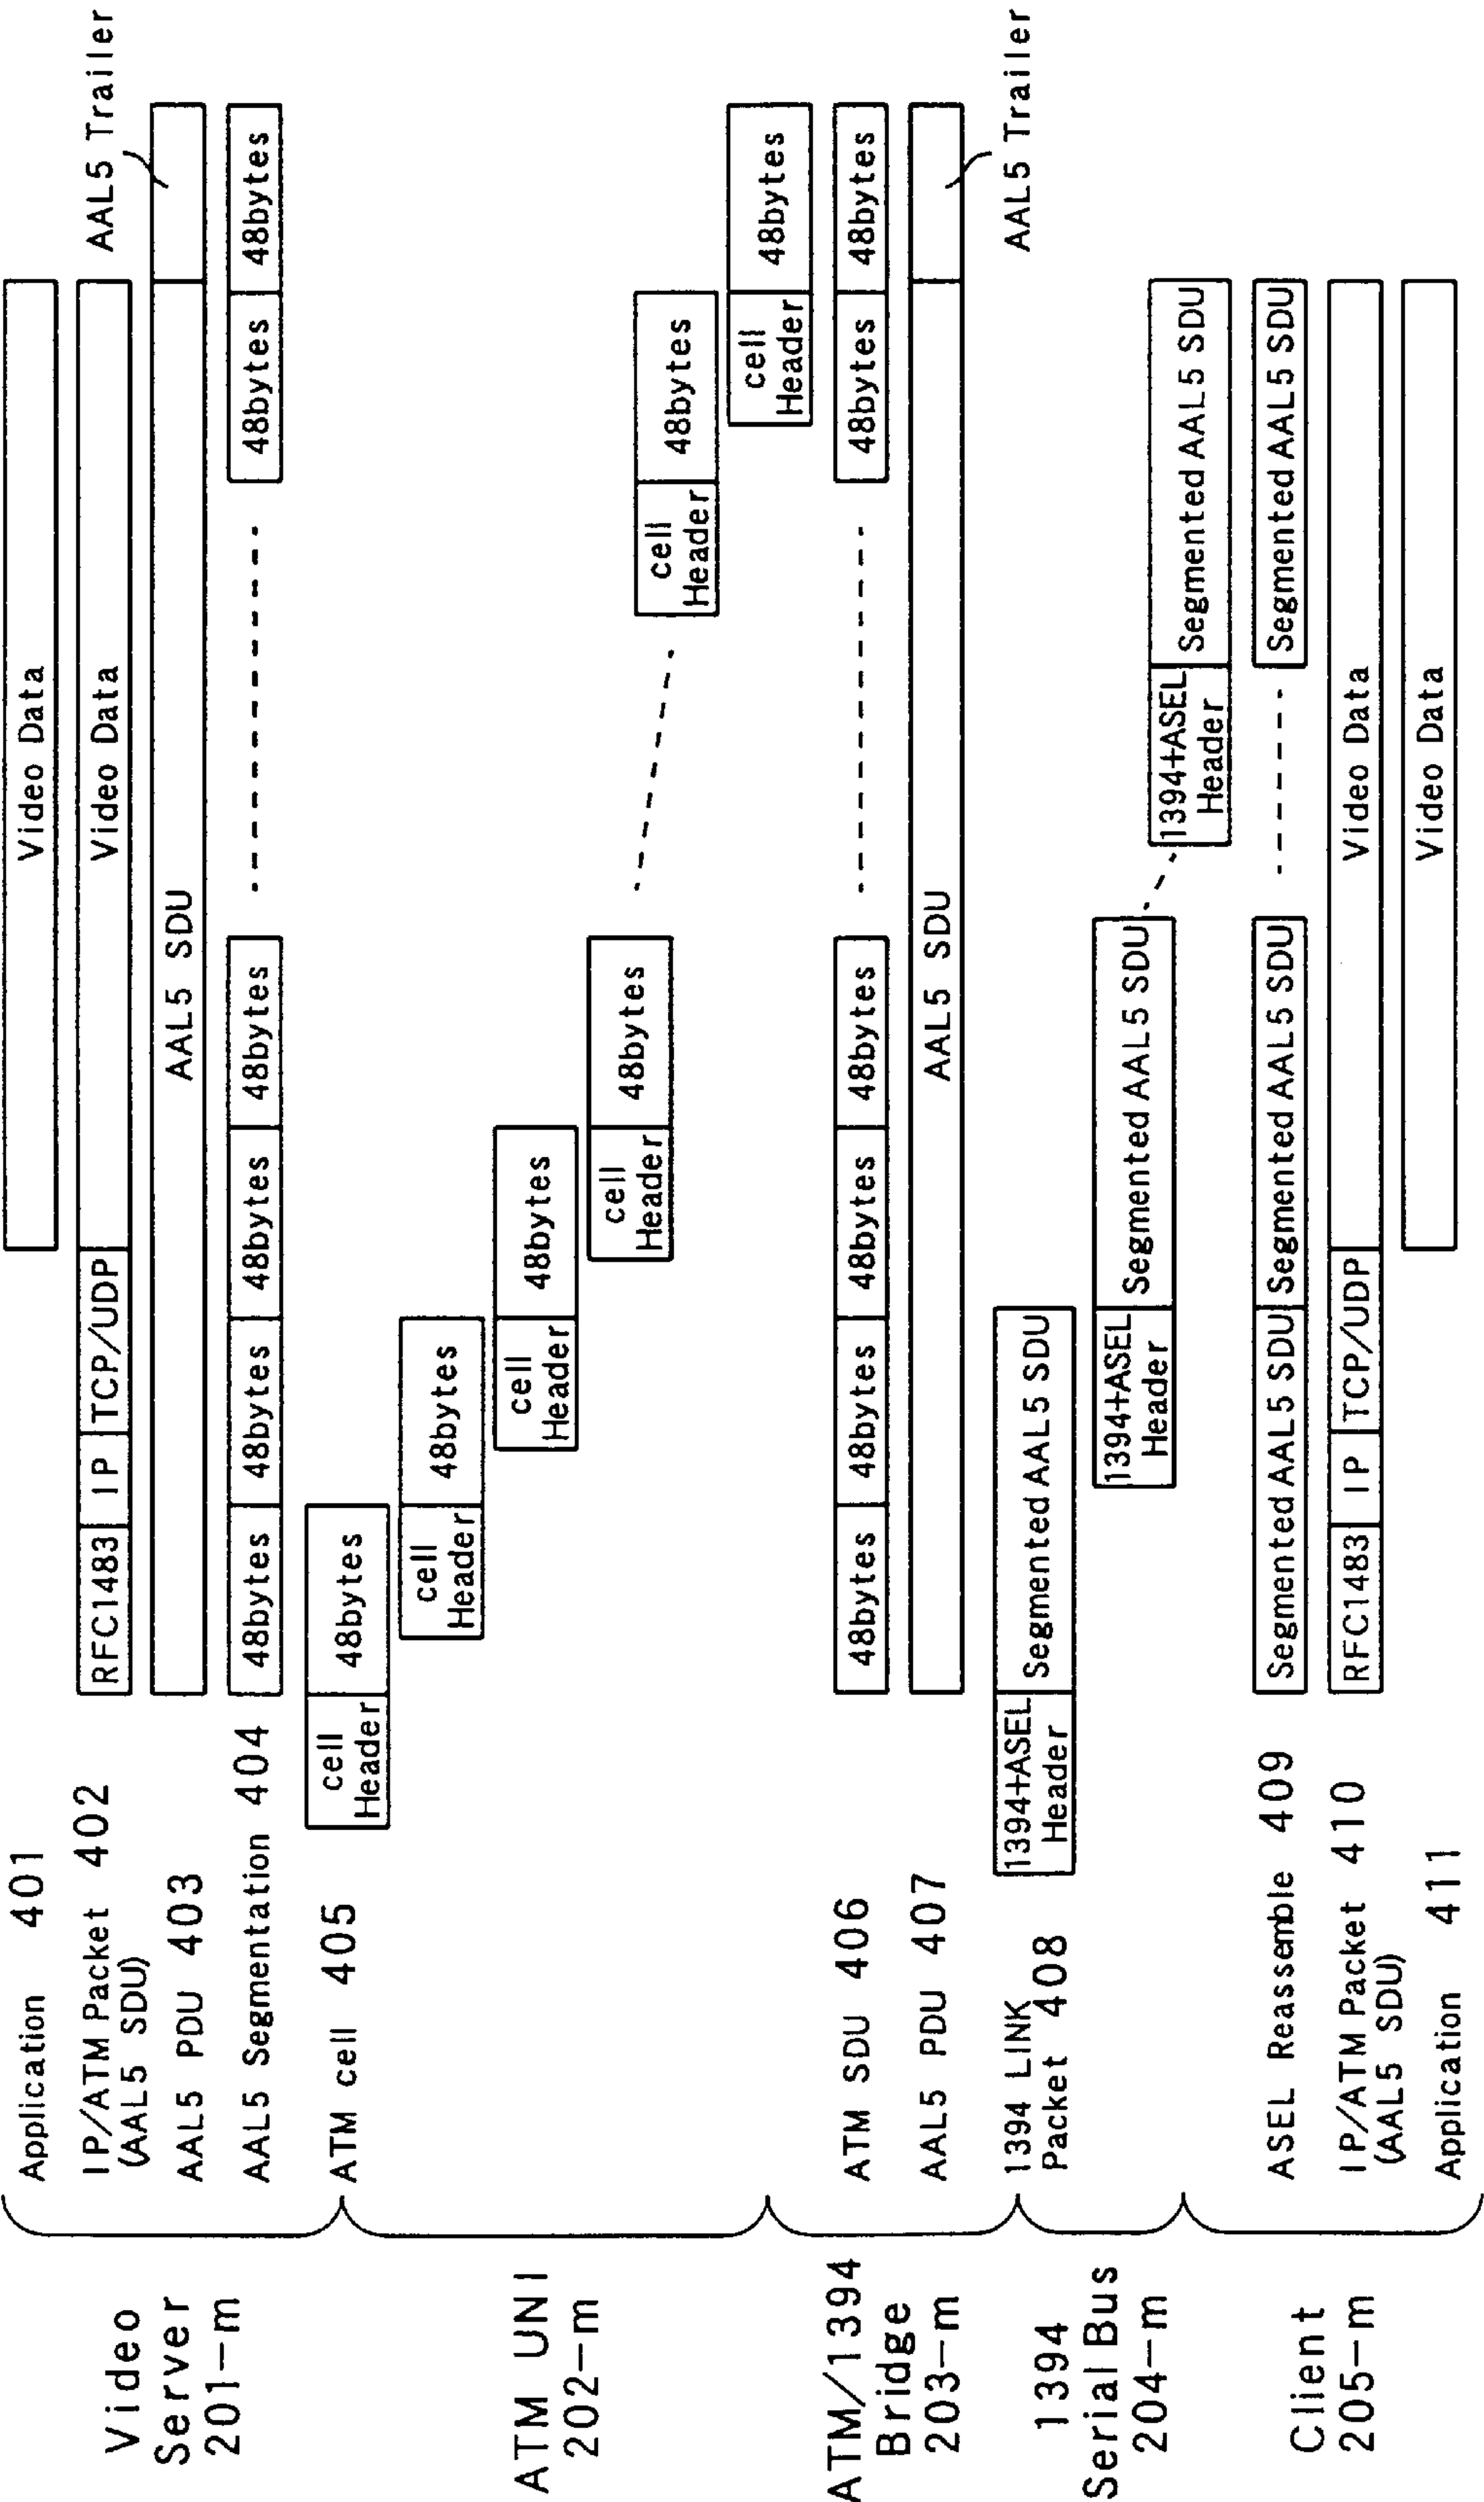 Video
Server
201-m
Application 401
Video Data
IP/ATM Packet 402
(AAL5 SDU)
RFC1483 IP TCP/UDP Video Data
AAL5 Trailer
AAL5 PDU 403
AAL5 SDU
AAL5 Segmentation 404
48bytes 48bytes 48bytes 48bytes 48bytes 48bytes
ATM UNI
202-m
ATM cell 405
cell
Header
48bytes
cell
Header
48bytes
cell
Header
48bytes
cell
Header
48bytes
cell
Header
48bytes
cell
Header
48bytes
ATM/1394
Bridge
203-m
ATM SDU 406
48bytes 48bytes 48bytes 48bytes 48bytes 48bytes
AAL5 PDU 407
AAL5 SDU
AAL5 Trailer
1394
Serial Bus
204-m
1394 LINK
Packet 408
1394+ASEL
Header
Segmented AAL5 SDU
1394+ASEL
Header
Segmented AAL5 SDU
1394+ASEL
Header
Segmented AAL5 SDU
Client
205-m
ASEL Reassemble 409
Segmented AAL5 SDU Segmented AAL5 SDU Segmented AAL5 SDU
IP/ATM Packet 410
(AAL5 SDU)
RFC1483 IP TCP/UDP Video Data
Application 411
Video Data